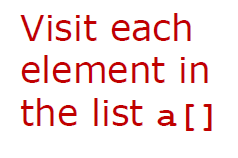 Visit each
element in
the list a[]